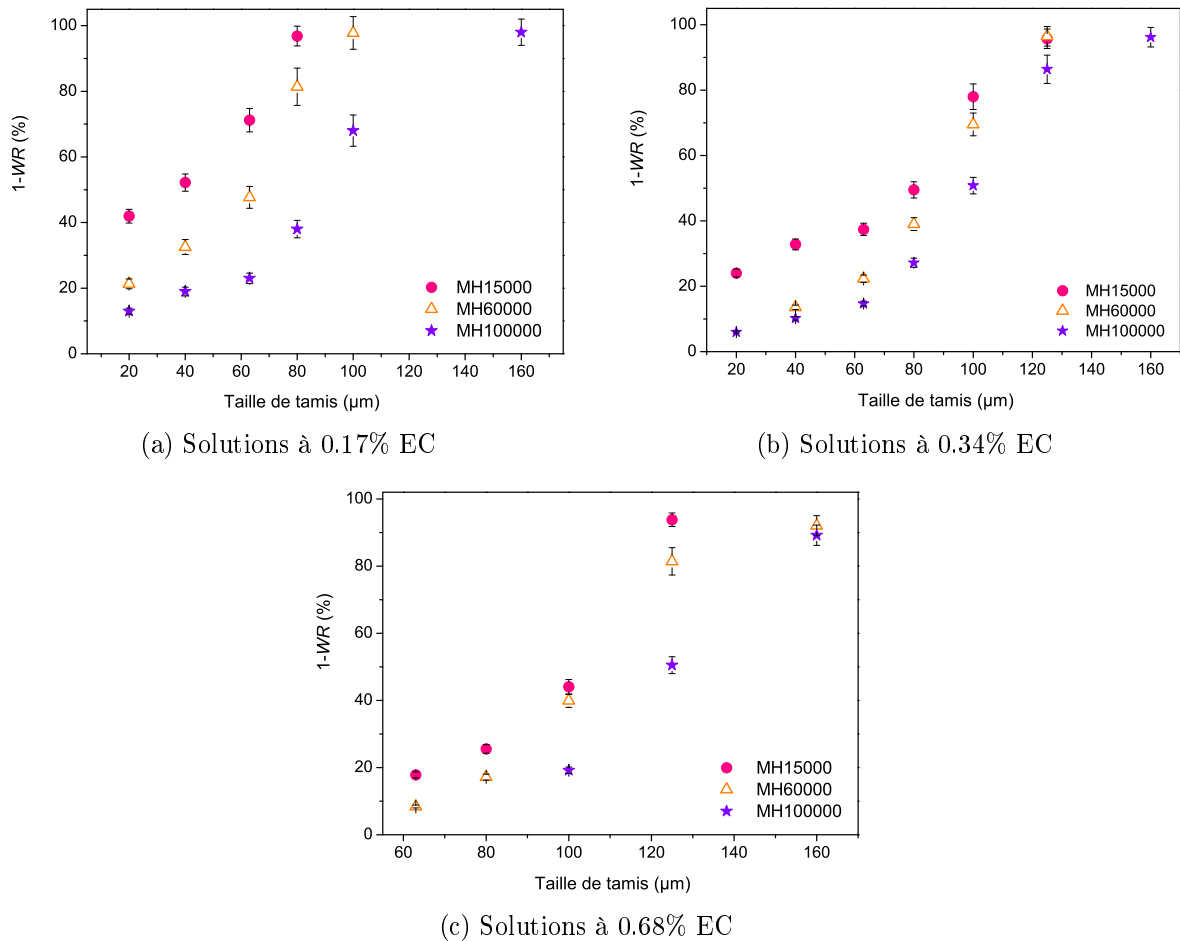 100
80
60
40
20
0
1-WR (%)
MH15000
MH60000
MH100000
20 40 60 80 100 120 140 160
Taille de tamis (µm)
(a) Solutions à 0.17% EC
100
80
60
40
20
0
1-WR (%)
MH15000
MH60000
MH100000
20 40 60 80 100 120 140 160
Taille de tamis (µm)
(b) Solutions à 0.34% EC
100
80
60
40
20
0
1-WR (%)
MH15000
MH60000
MH100000
60 80 100 120 140 160
Taille de tamis (µm)
(c) Solutions à 0.68% EC